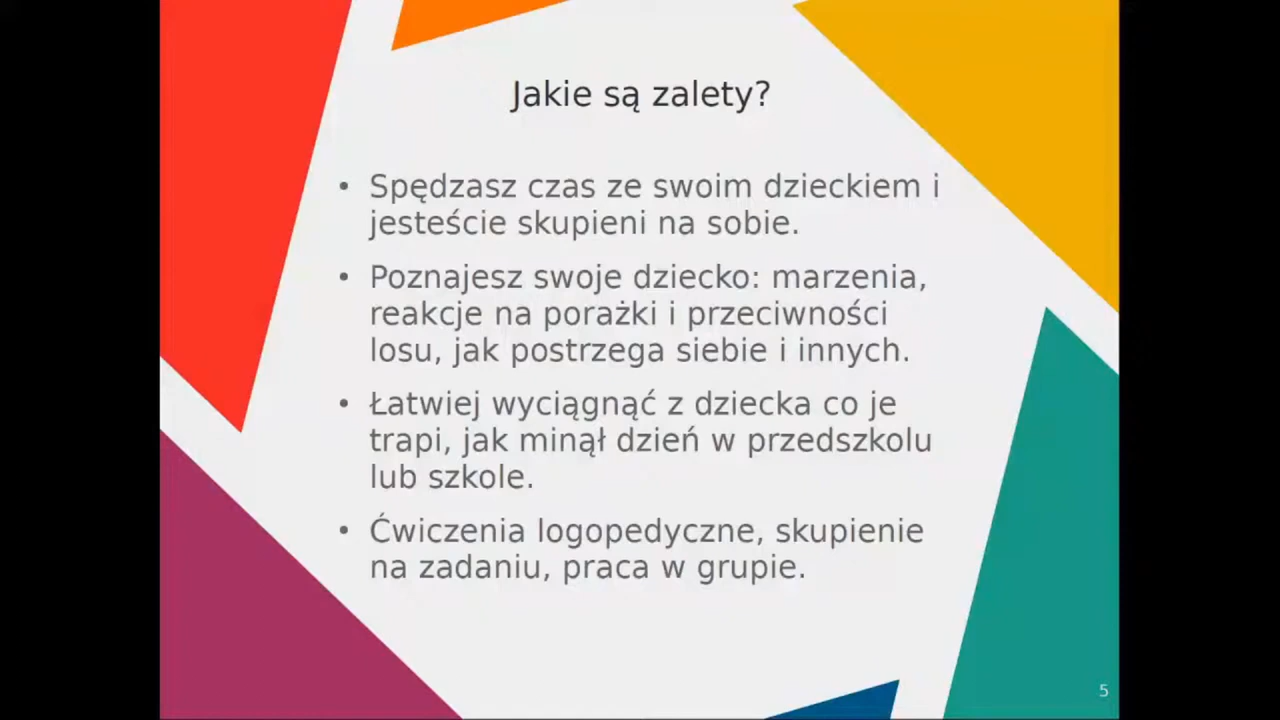 Jakie są zalety?
• Spędzasz czas ze swoim dzieckiem i
jesteście skupieni na sobie.
• Poznajesz swoje dziecko: marzenia,
reakcje na porażki i przeciwności
losu, jak postrzega siebie i innych.
• Łatwiej wyciągnąć z dziecka co je
trapi, jak minął dzień w przedszkolu
lub szkole.
• Ćwiczenia logopedyczne, skupienie
na zadaniu, praca w grupie.
5